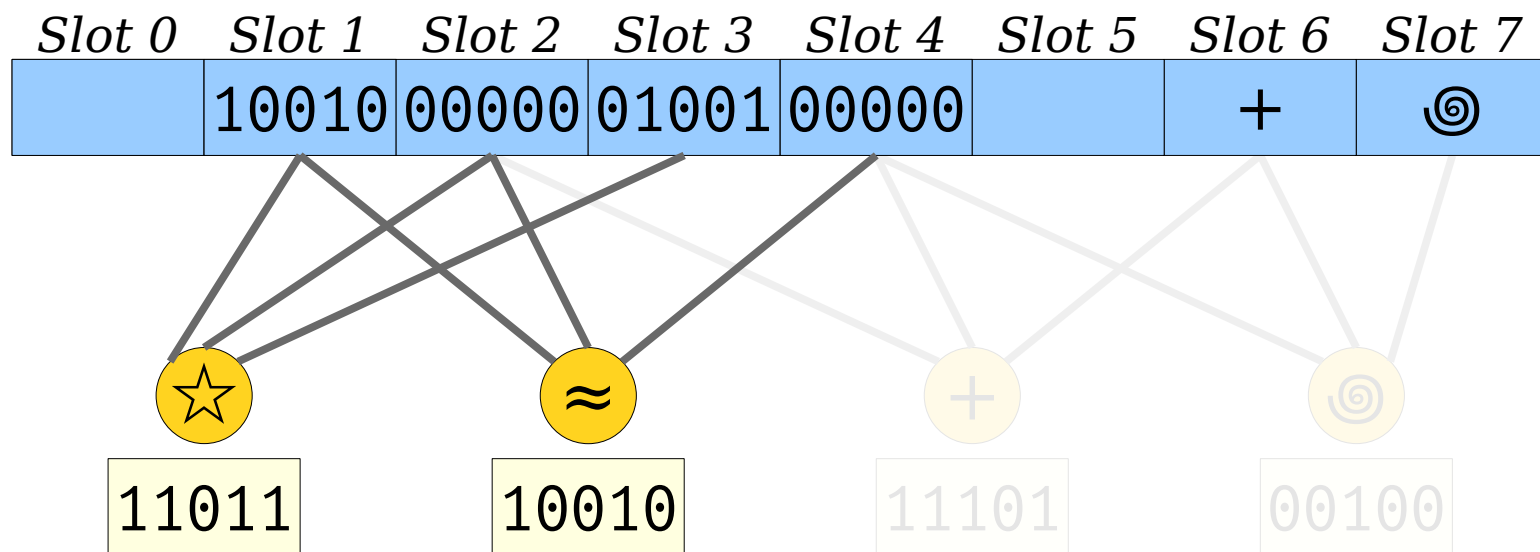 Slot 0 Slot 1 Slot 2 Slot 3 Slot 4 Slot 5 Slot 6 Slot 7
10010 00000 01001 00000 + 🍥︎
☆ ≈ + 🍥︎
11011 10010 11101 00100